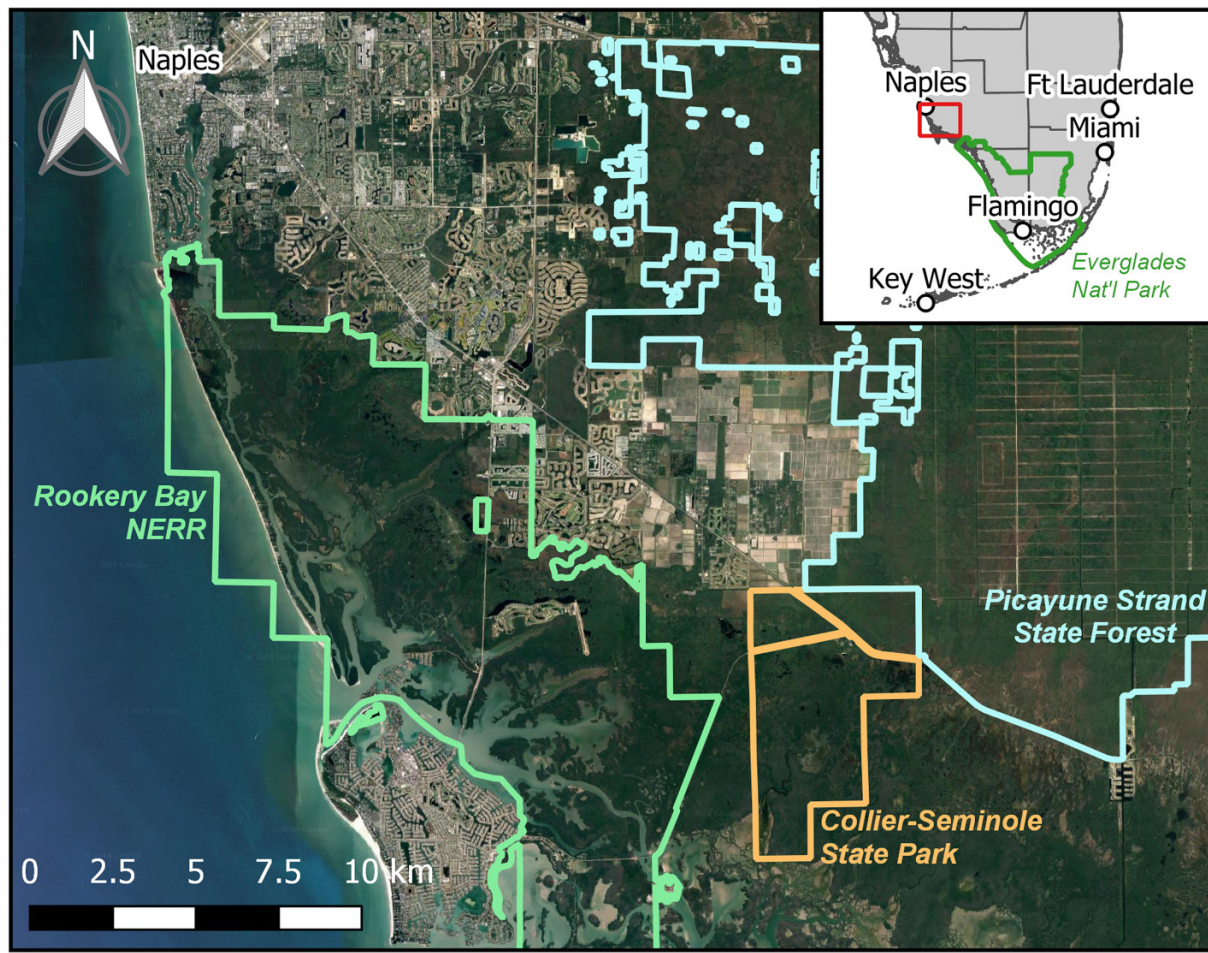 N
Naples
Naples
Ft Lauderdale
Miami
Flamingo
Key West
Everglades
Nat'l Park
Rookery Bay
NERR
Picayune Strand
State Forest
Collier-Seminole
State Park
0 2.5 5 7.5 10 km